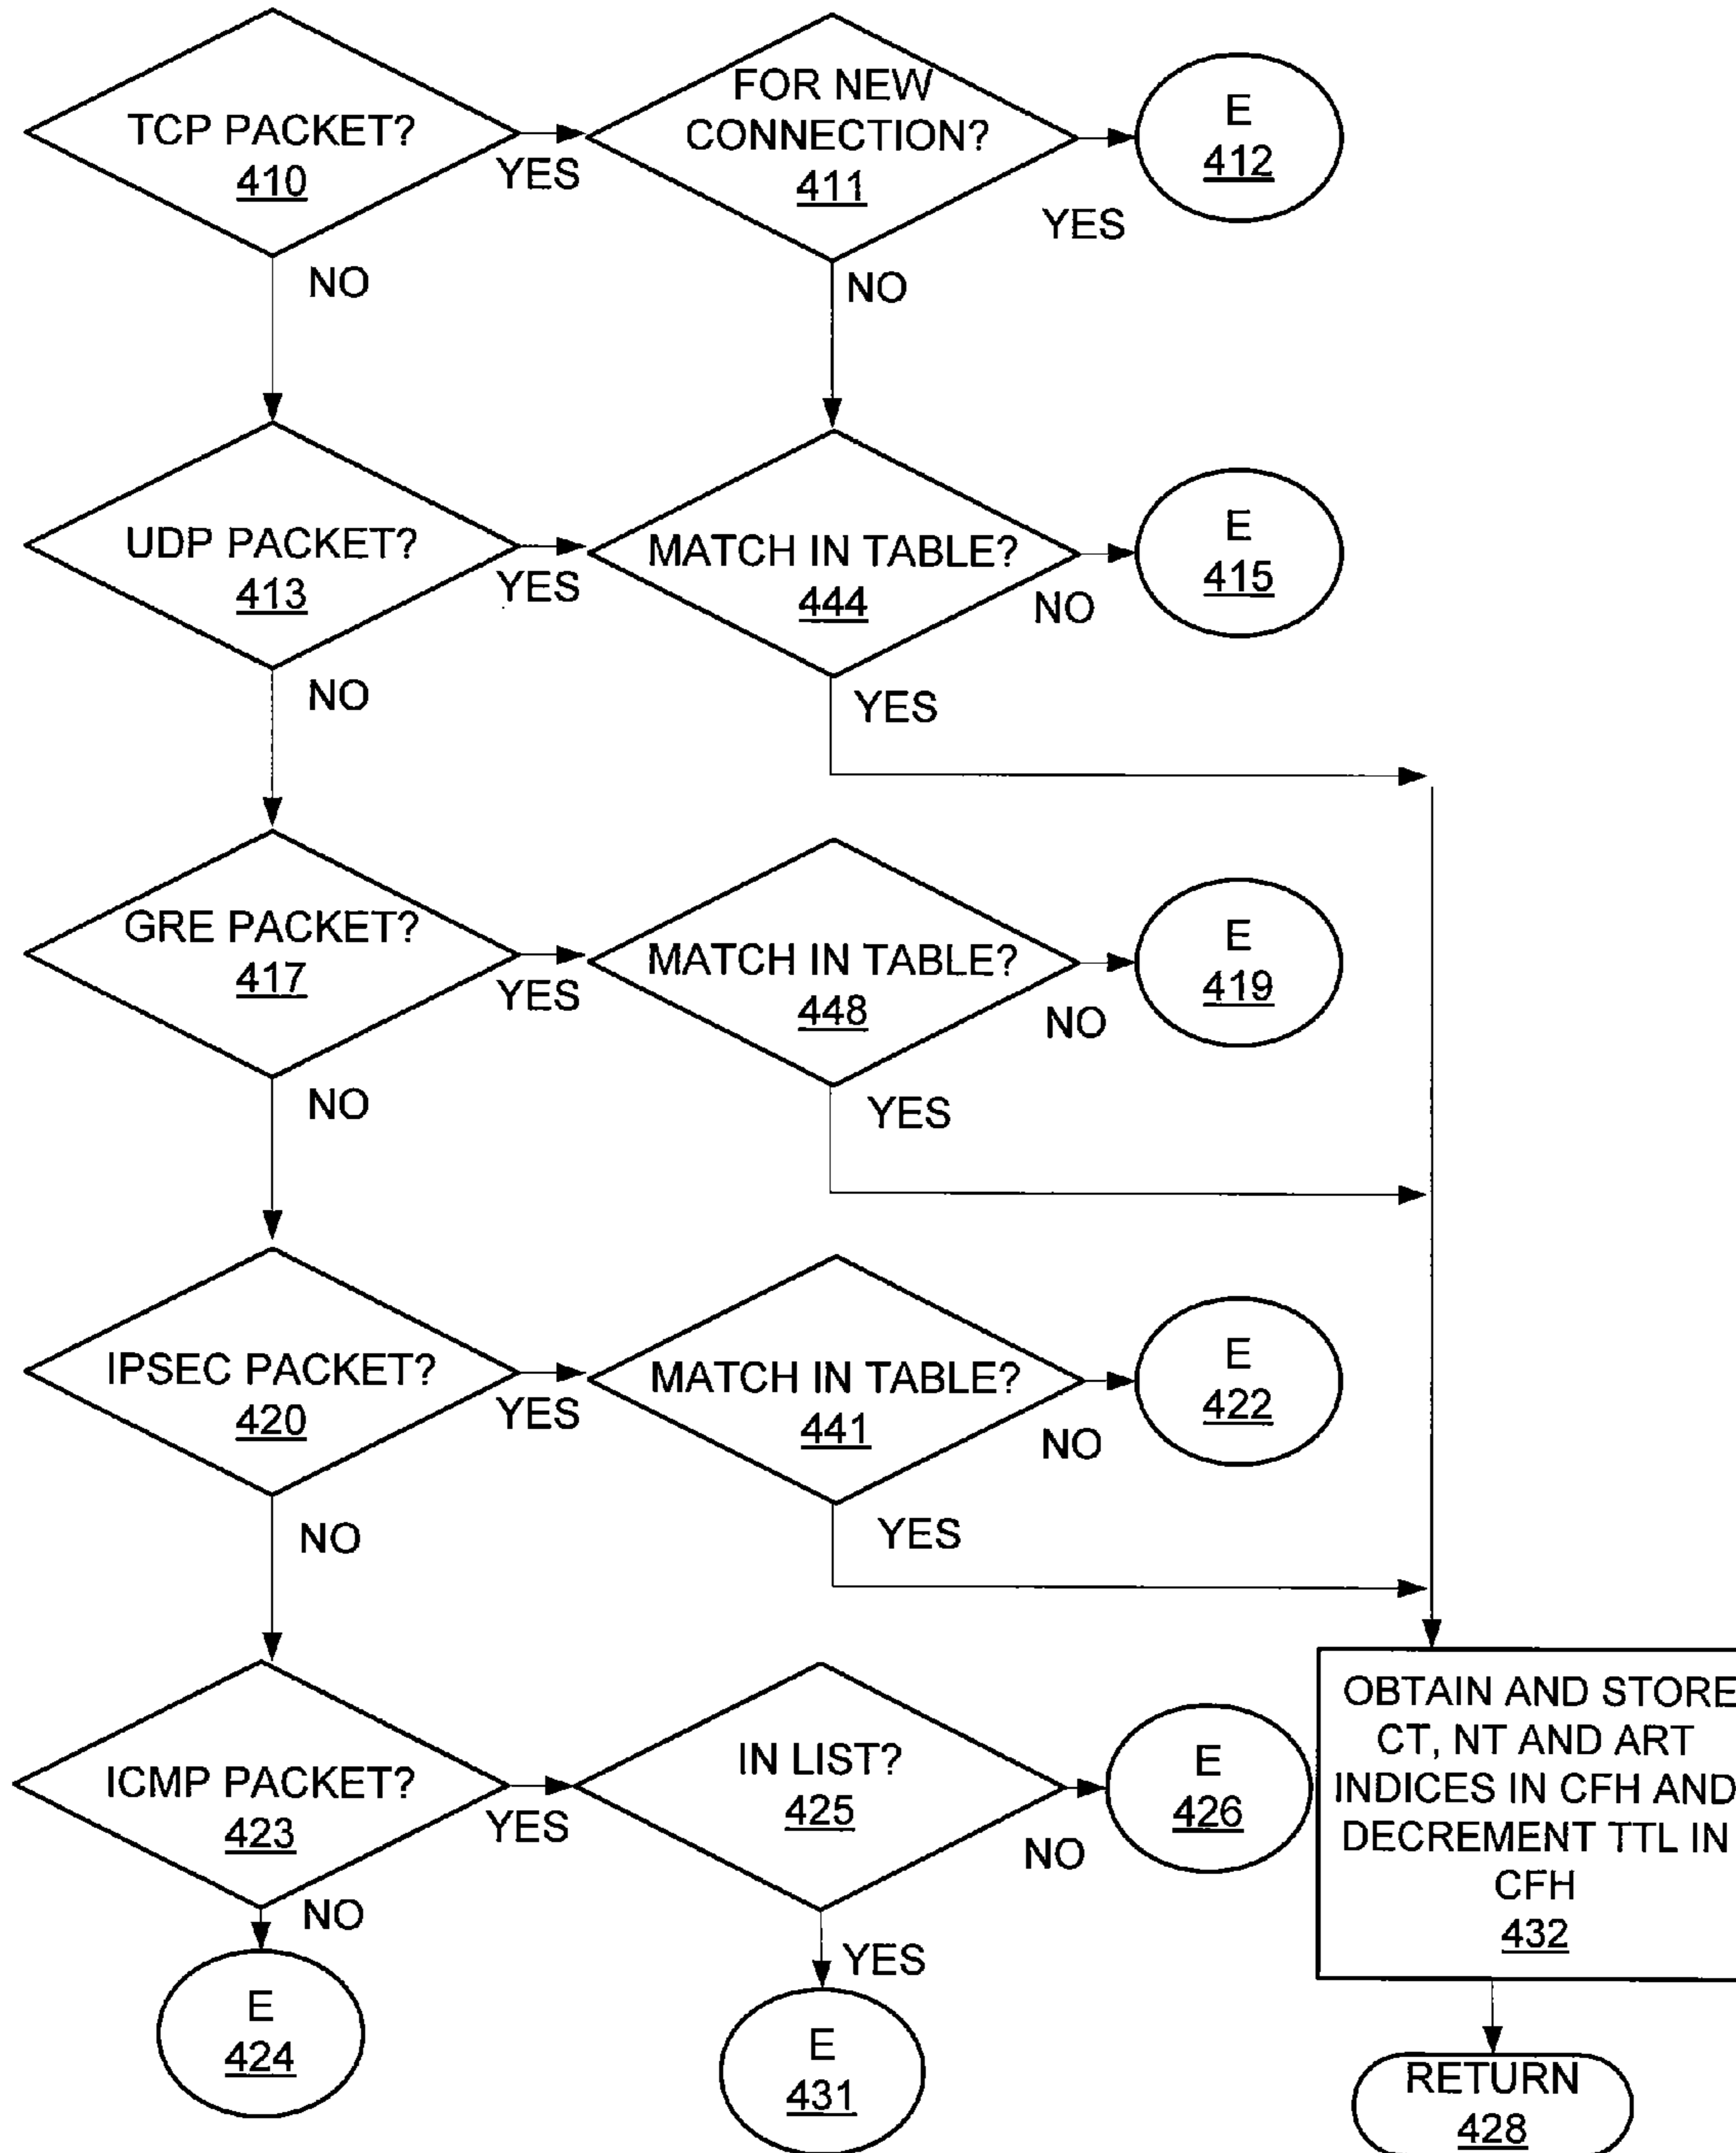 TCP PACKET?
410
YES
NO
FOR NEW
CONNECTION?
411
YES
NO
E
412
UDP PACKET?
413
YES
NO
MATCH IN TABLE?
444
NO
YES
E
415
GRE PACKET?
417
YES
NO
MATCH IN TABLE?
448
NO
YES
E
419
IPSEC PACKET?
420
YES
NO
MATCH IN TABLE?
441
NO
YES
E
422
ICMP PACKET?
423
YES
NO
IN LIST?
425
NO
YES
E
426
E
424
E
431
OBTAIN AND STORE
CT, NT AND ART
INDICES IN CFH AND
DECREMENT TTL IN
CFH
432
RETURN
428